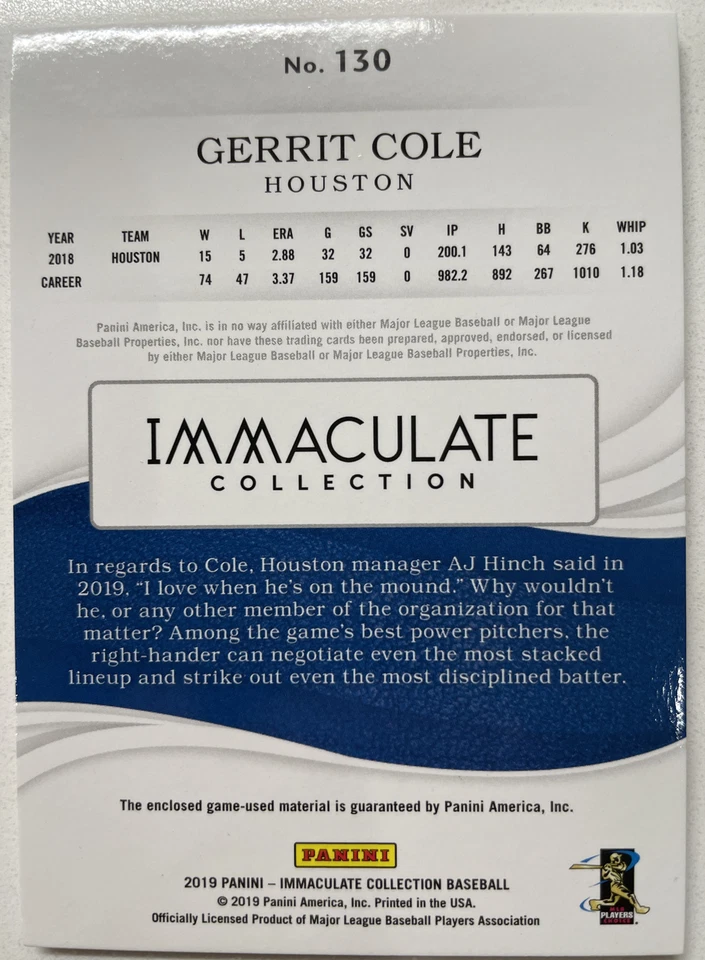 No. 130
GERRIT COLE
HOUSTON
YEAR TEAM W L ERA G GS SV IP H BB K WHIP
2018 HOUSTON 15 5 2.88 32 32 0 200.1 143 64 276 1.03
CAREER 74 47 3.37 159 159 0 982.2 892 267 1010 1.18
Panini America, Inc. is in no way affiliated with either Major League Baseball or Major League
Baseball Properties, Inc. nor have these trading cards been prepared, approved, endorsed, or licensed
by either Major League Baseball or Major League Baseball Properties, Inc.
IMMACULATE
COLLECTION
In regards to Cole, Houston manager AJ Hinch said in
2019, “I love when he’s on the mound.” Why wouldn’t
he, or any other member of the organization for that
matter? Among the game’s best power pitchers, the
right-hander can negotiate even the most stacked
lineup and strike out even the most disciplined batter.
The enclosed game-used material is guaranteed by Panini America, Inc.
PANINI
2019 PANINI – IMMACULATE COLLECTION BASEBALL
© 2019 Panini America, Inc. Printed in the USA.
Officially Licensed Product of Major League Baseball Players Association
MLB
PLAYERS
CHOICE